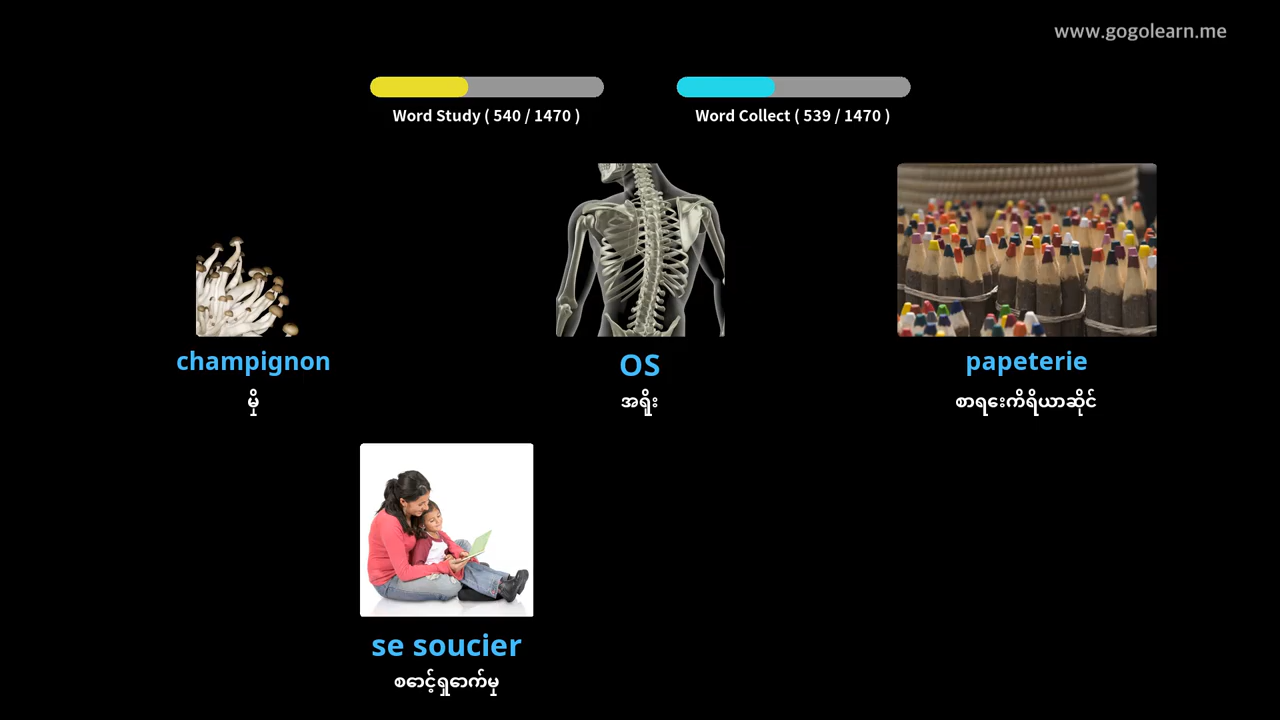 www.gogolearn.me
Word Study ( 540 / 1470 )
Word Collect ( 539 / 1470 )
champignon
OS
papeterie
မှို
အရိုး
စာရေးကိရိယာဆိုင်
se soucier
စောင့်ရှောက်မှု